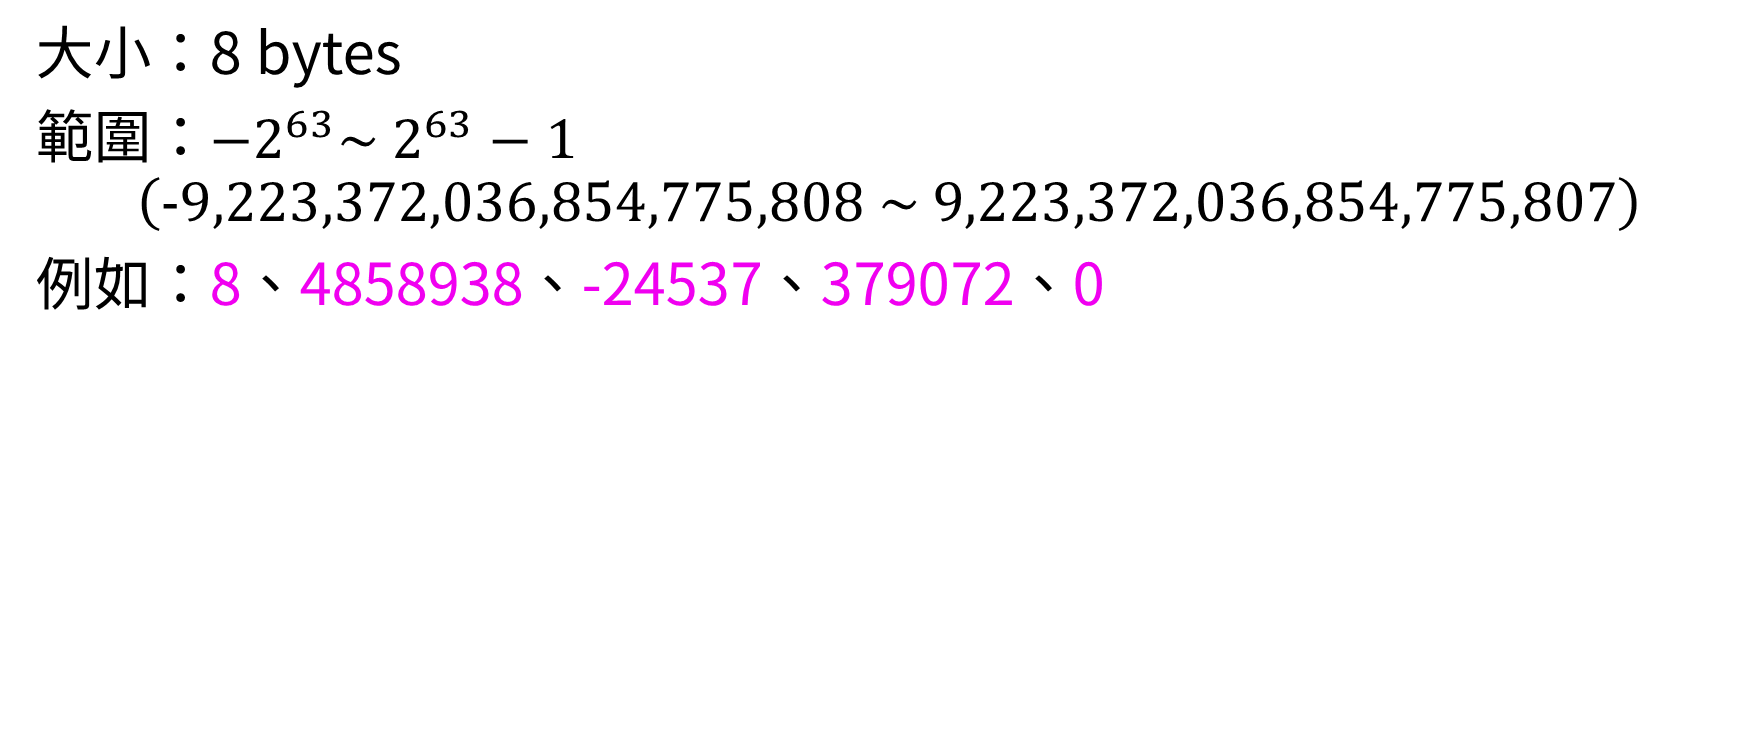 大小：8 bytes
範圍：−2⁶³~ 2⁶³ − 1
(-9,223,372,036,854,775,808 ~ 9,223,372,036,854,775,807)
例如：8、4858938、-24537、379072、0